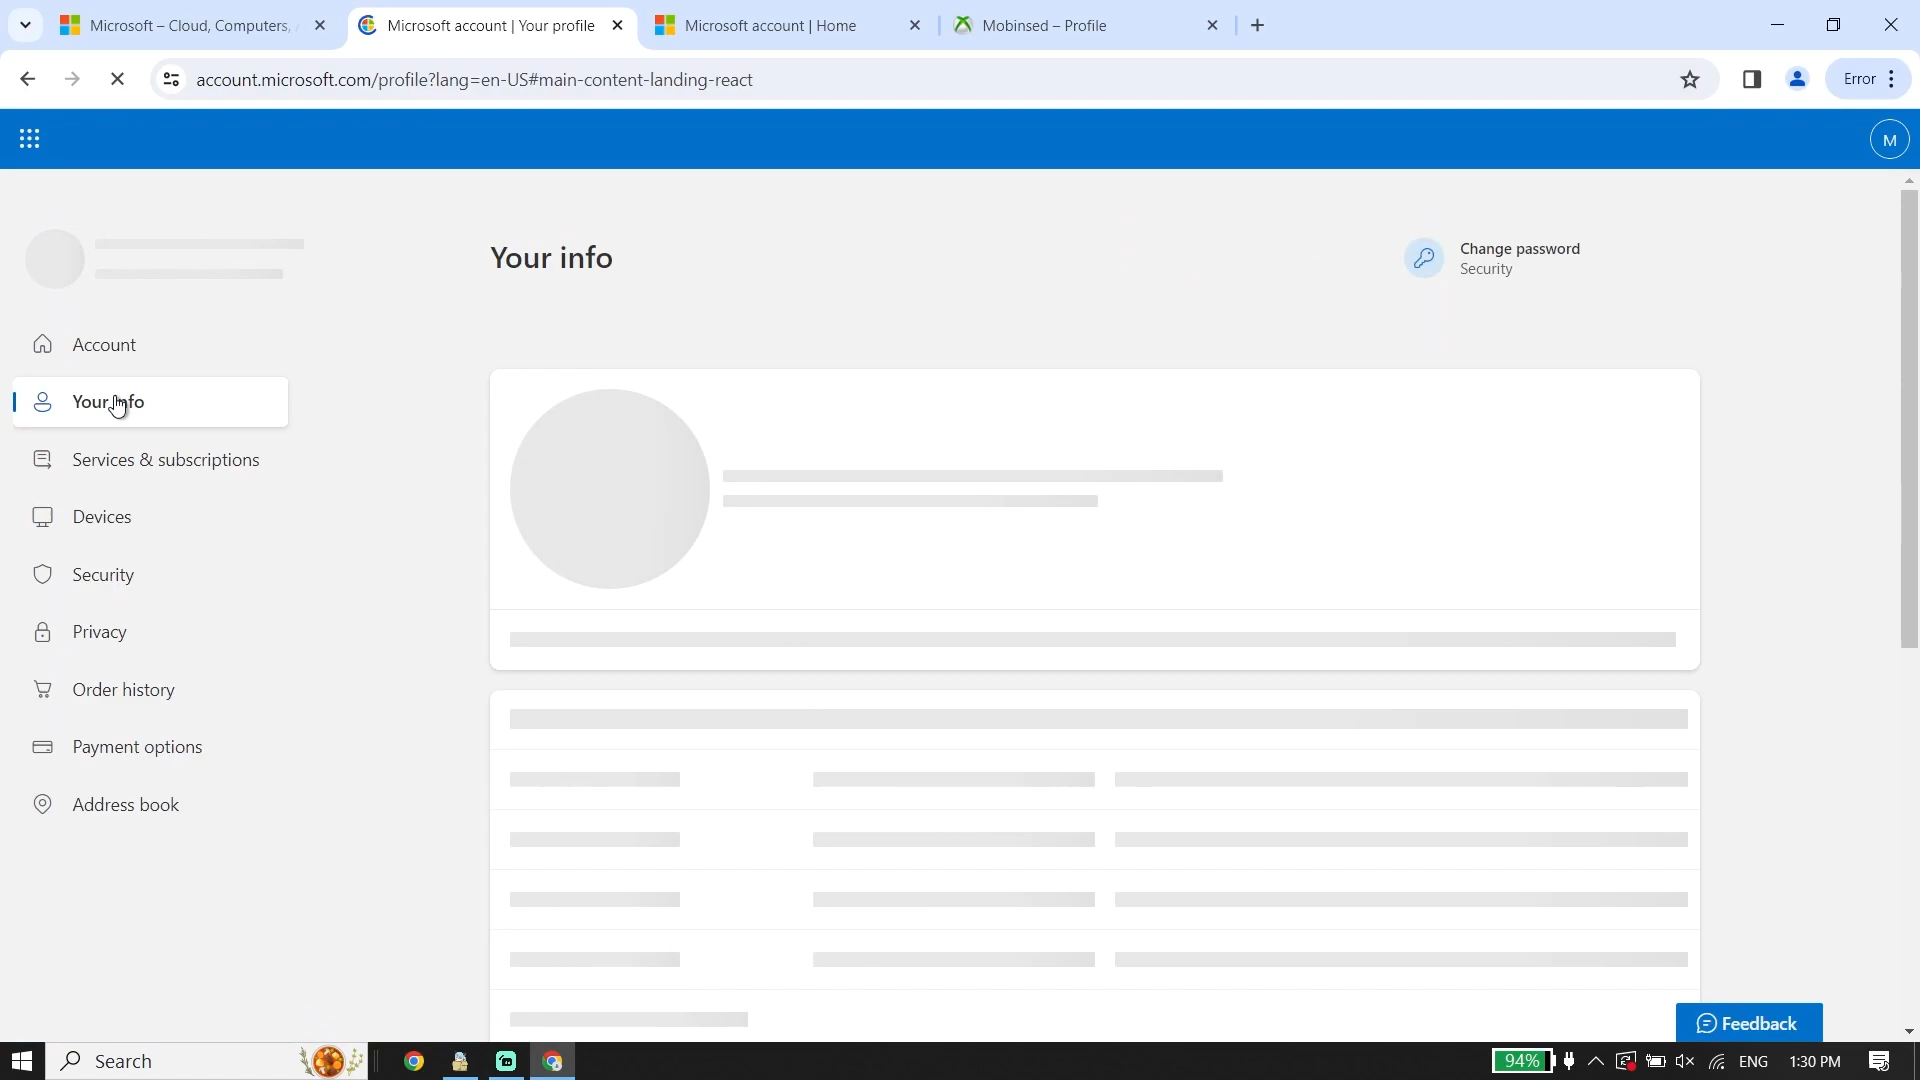 Microsoft – Cloud, Computers,
Microsoft account | Your profile
Microsoft account | Home
Mobinsed – Profile
account.microsoft.com/profile?lang=en-US#main-content-landing-react
Error
M
Your info
Change password
Security
Account
Your info
Services & subscriptions
Devices
Security
Privacy
Order history
Payment options
Address book
Feedback
Search
94%
ENG
1:30 PM